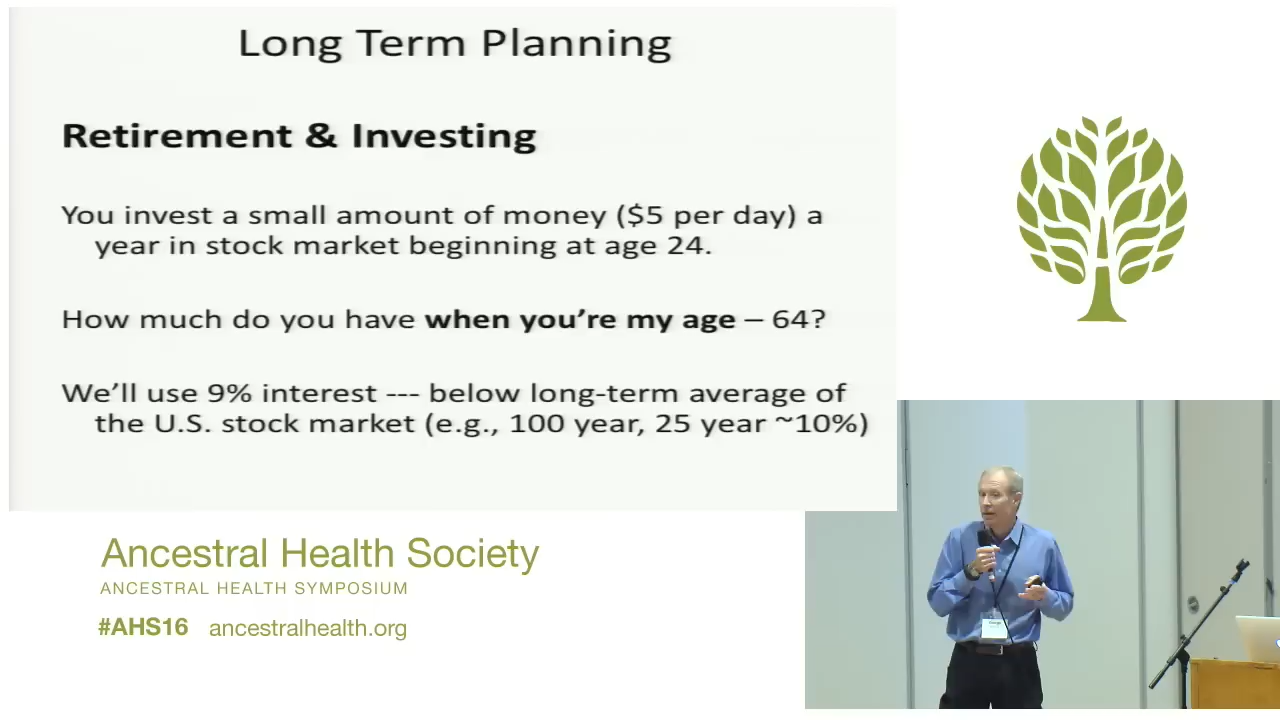 Long Term Planning
Retirement & Investing
You invest a small amount of money ($5 per day) a
year in stock market beginning at age 24.
How much do you have when you're my age – 64?
We'll use 9% interest --- below long-term average of
the U.S. stock market (e.g., 100 year, 25 year ~10%)
Ancestral Health Society
ANCESTRAL HEALTH SYMPOSIUM
#AHS16 ancestralhealth.org